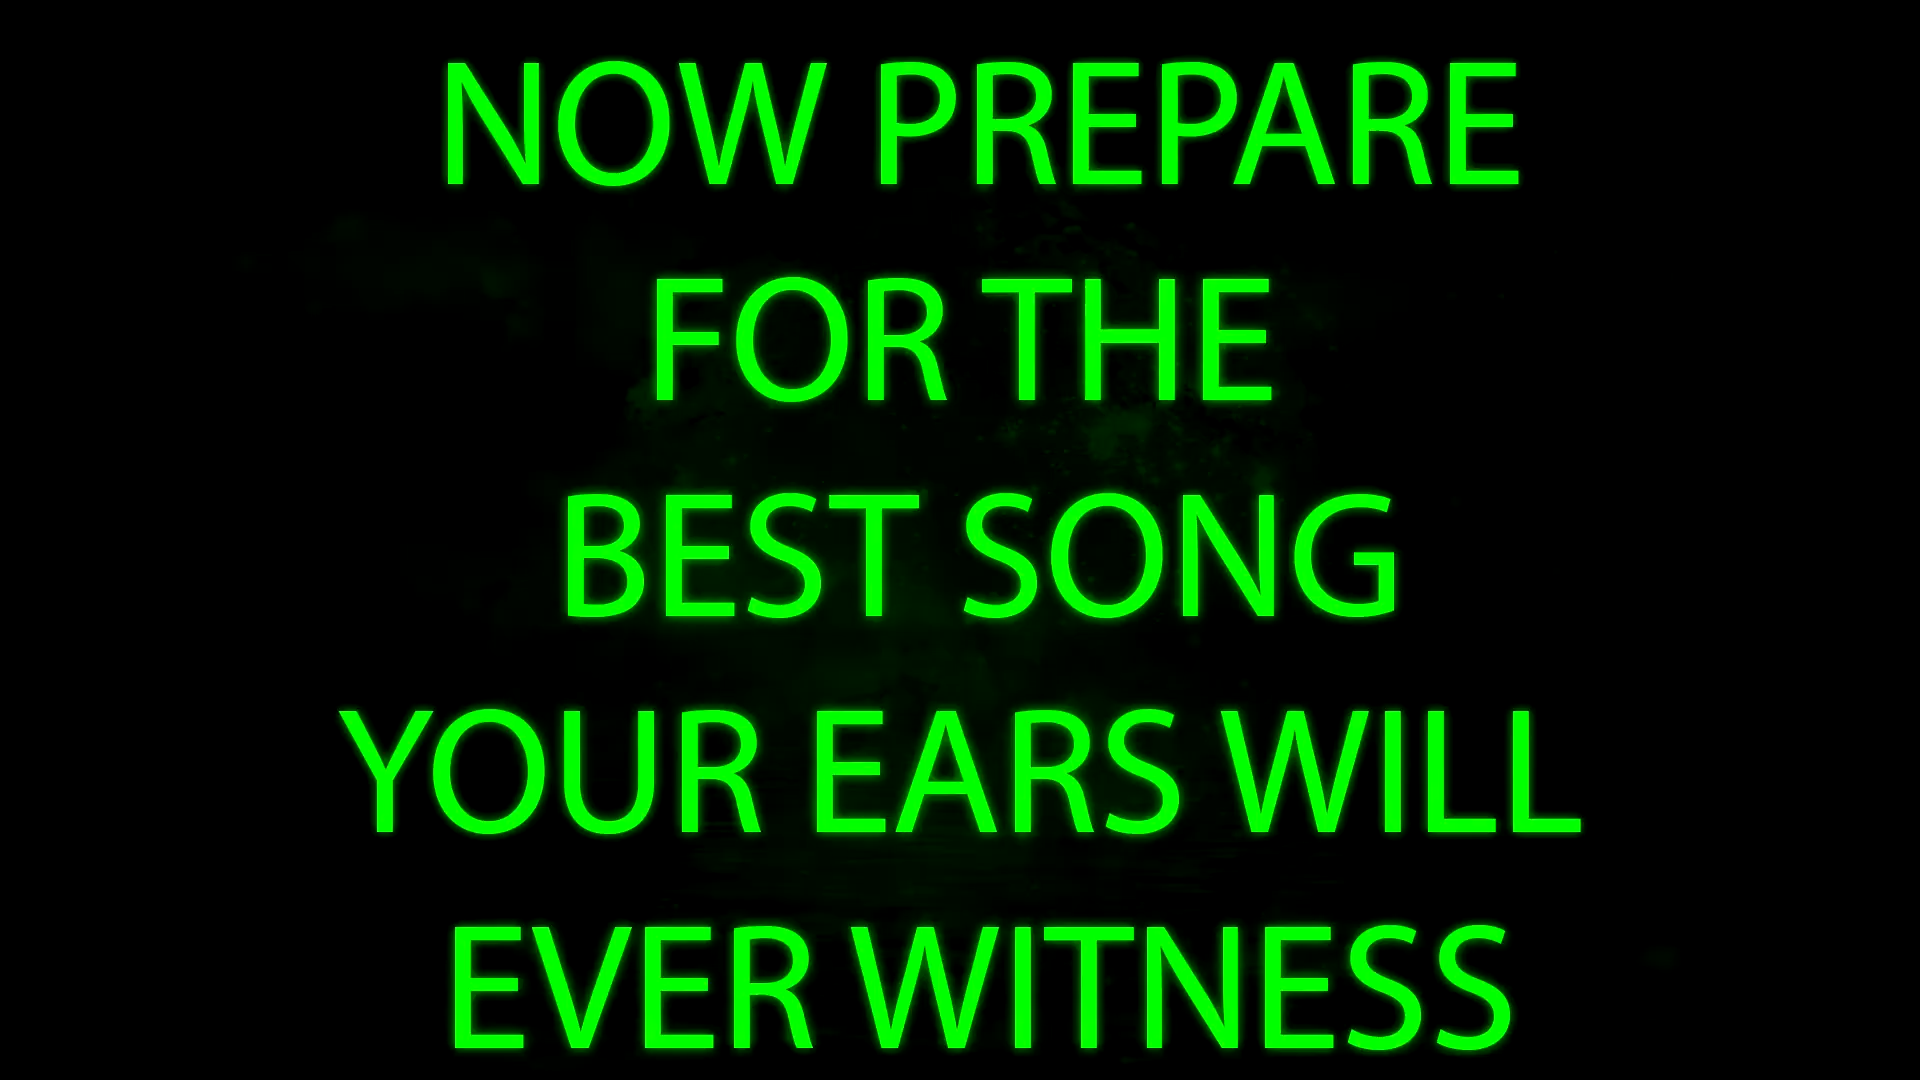 NOW PREPARE
FOR THE
BEST SONG
YOUR EARS WILL
EVER WITNESS